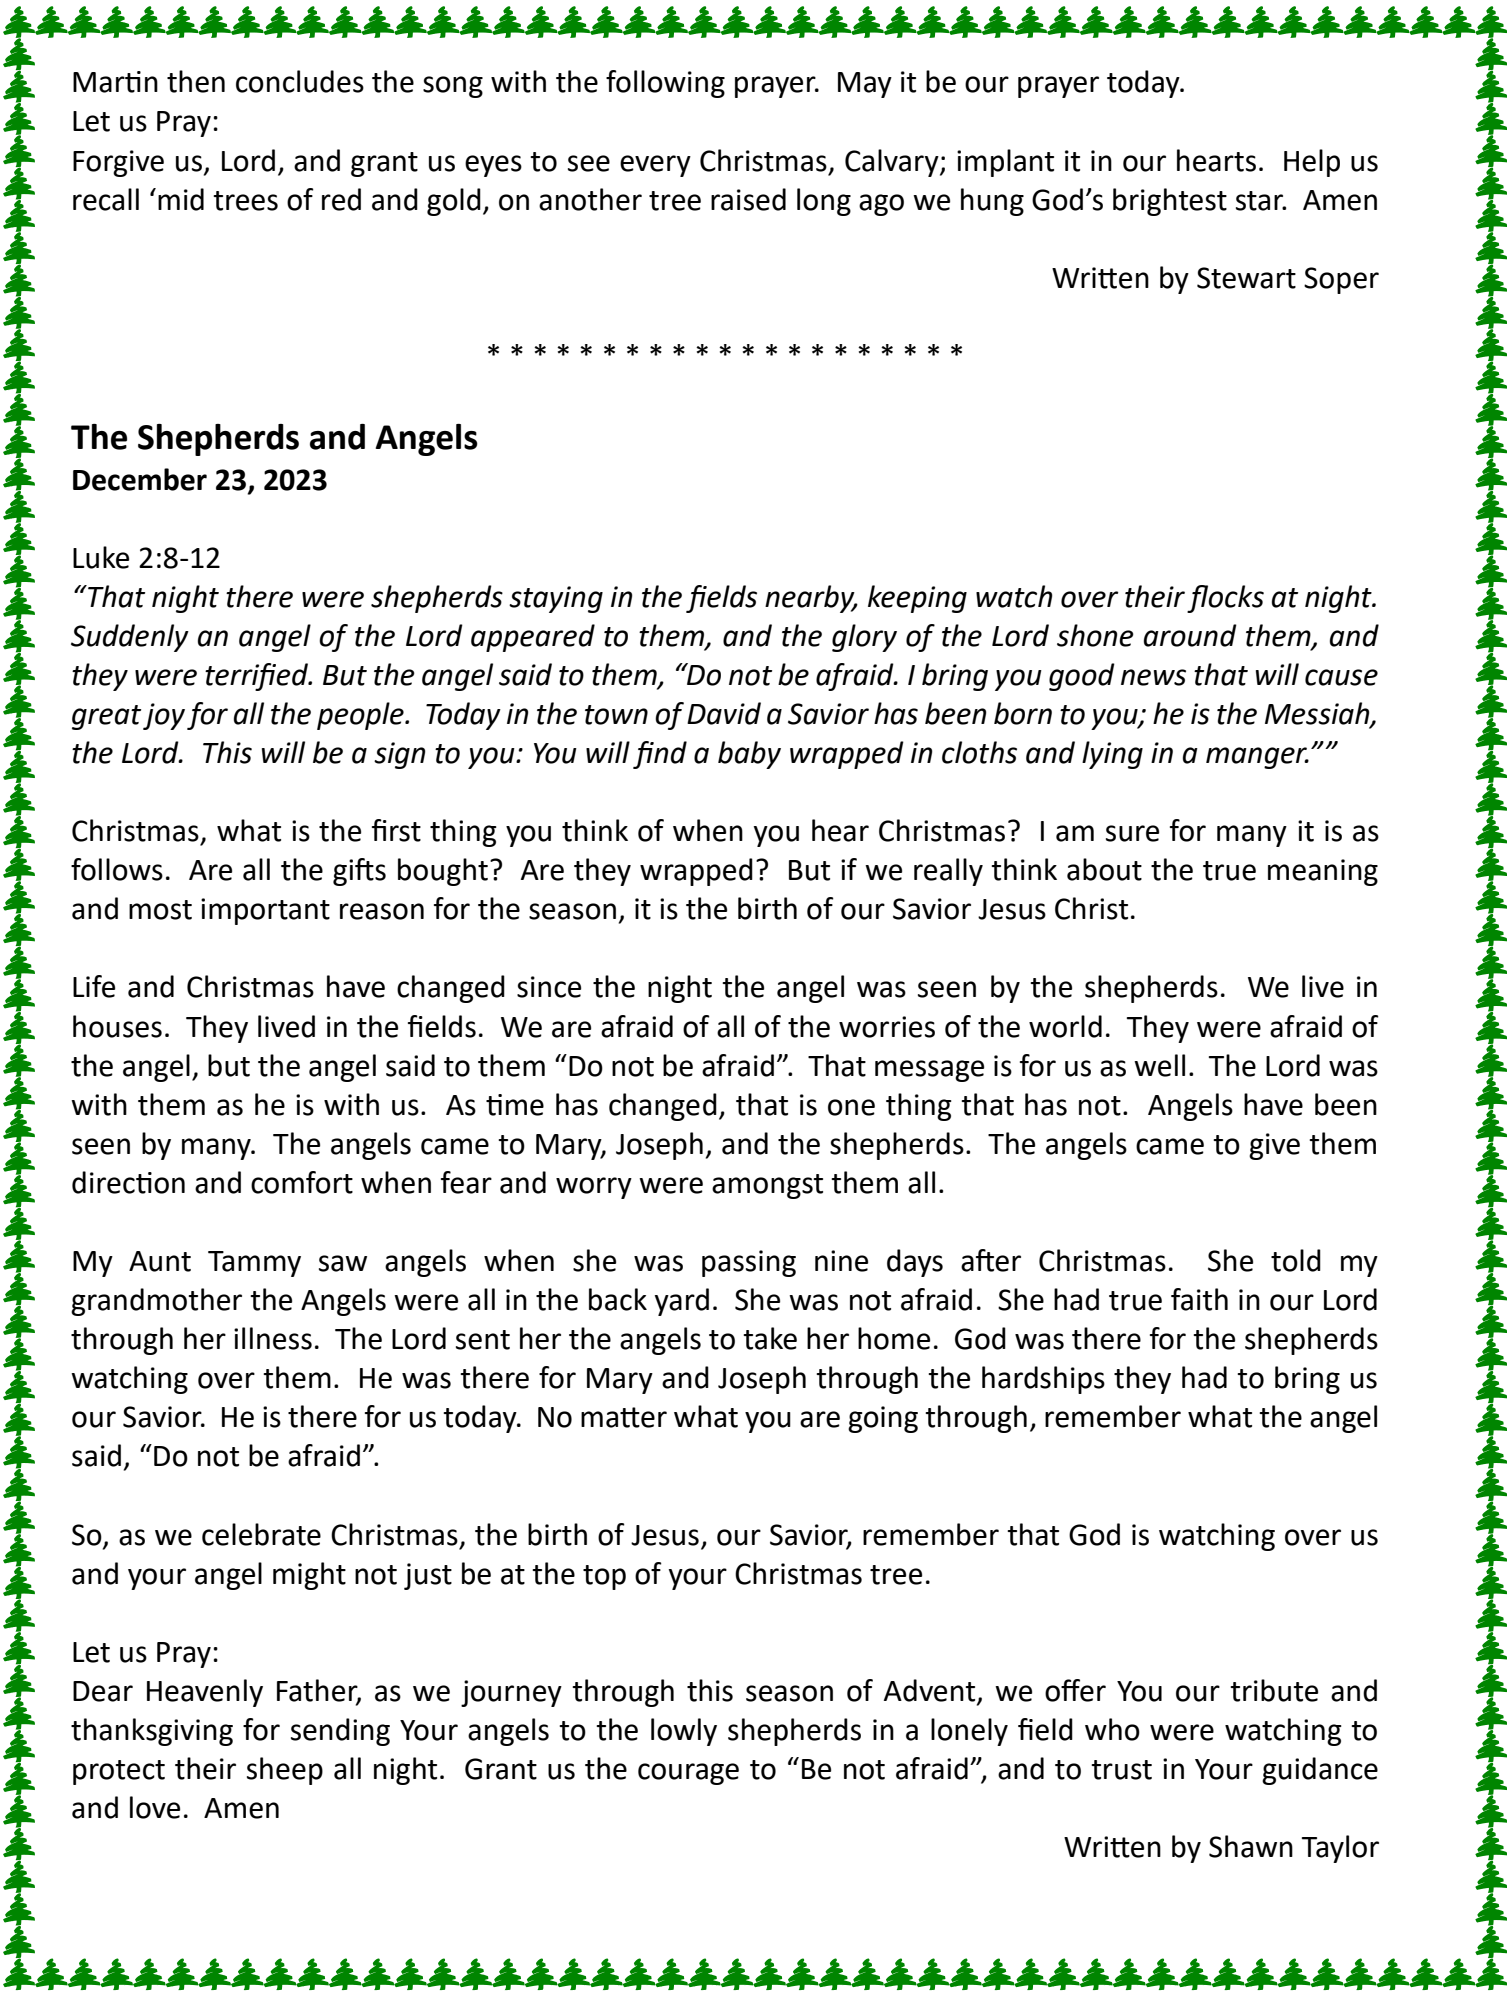 Martin then concludes the song with the following prayer.  May it be our prayer today.
Let us Pray:
Forgive us, Lord, and grant us eyes to see every Christmas, Calvary; implant it in our hearts.  Help us
recall ‘mid trees of red and gold, on another tree raised long ago we hung God’s brightest star.  Amen
Written by Stewart Soper
* * * * * * * * * * * * * * * * * * * * *
The Shepherds and Angels
December 23, 2023
Luke 2:8-12
“That night there were shepherds staying in the fields nearby, keeping watch over their flocks at night.
Suddenly an angel of the Lord appeared to them, and the glory of the Lord shone around them, and
they were terrified. But the angel said to them, “Do not be afraid. I bring you good news that will cause
great joy for all the people.  Today in the town of David a Savior has been born to you; he is the Messiah,
the Lord.  This will be a sign to you: You will find a baby wrapped in cloths and lying in a manger.””
Christmas, what is the first thing you think of when you hear Christmas?  I am sure for many it is as
follows.  Are all the gifts bought?  Are they wrapped?  But if we really think about the true meaning
and most important reason for the season, it is the birth of our Savior Jesus Christ.
Life and Christmas have changed since the night the angel was seen by the shepherds.  We live in
houses.  They lived in the fields.  We are afraid of all of the worries of the world.  They were afraid of
the angel, but the angel said to them “Do not be afraid”.  That message is for us as well.  The Lord was
with them as he is with us.  As time has changed, that is one thing that has not.  Angels have been
seen by many.  The angels came to Mary, Joseph, and the shepherds.  The angels came to give them
direction and comfort when fear and worry were amongst them all.
My Aunt Tammy saw angels when she was passing nine days after Christmas.  She told my
grandmother the Angels were all in the back yard.  She was not afraid.  She had true faith in our Lord
through her illness.  The Lord sent her the angels to take her home.  God was there for the shepherds
watching over them.  He was there for Mary and Joseph through the hardships they had to bring us
our Savior.  He is there for us today.  No matter what you are going through, remember what the angel
said, “Do not be afraid”.
So, as we celebrate Christmas, the birth of Jesus, our Savior, remember that God is watching over us
and your angel might not just be at the top of your Christmas tree.
Let us Pray:
Dear Heavenly Father, as we journey through this season of Advent, we offer You our tribute and
thanksgiving for sending Your angels to the lowly shepherds in a lonely field who were watching to
protect their sheep all night.  Grant us the courage to “Be not afraid”, and to trust in Your guidance
and love.  Amen
Written by Shawn Taylor